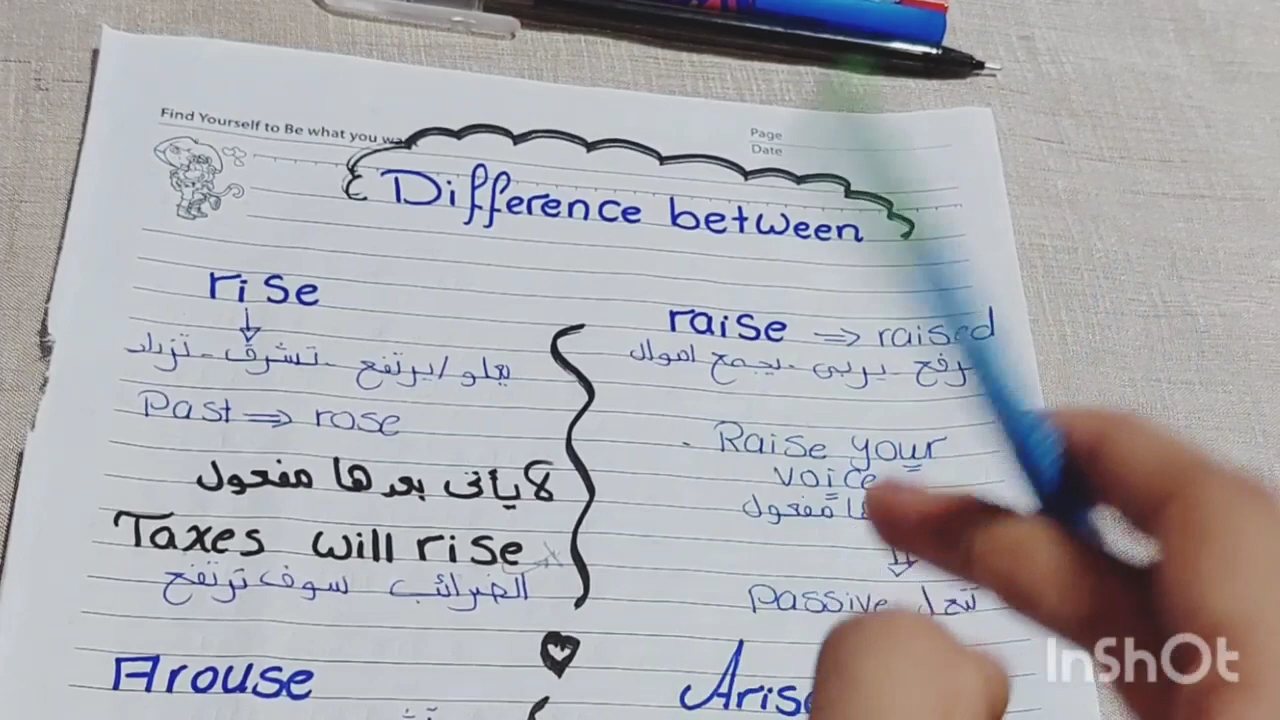 Find Yourself to Be what you wa
Page
Date
Difference between
rise
يعلو / يرتفع - تشرق - تزداد
Past ⇒ rose
لا يأتى بعدها مفعول
Taxes will rise
الضرائب سوف ترتفع
raise ⇒ raised
يربى - يجمع اموال
Raise your
voice
مفعول
Passive
Arouse
Aris
InShOt